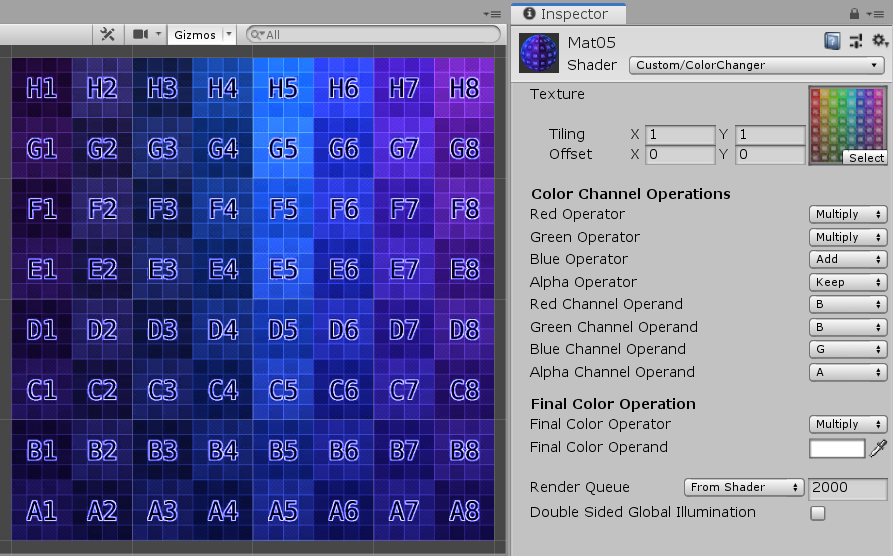 Inspector
Gizmos
All
Mat05
Shader Custom/ColorChanger
Texture
Tiling X 1 Y 1
Offset X 0 Y 0
Select
Color Channel Operations
Red Operator Multiply
Green Operator Multiply
Blue Operator Add
Alpha Operator Keep
Red Channel Operand B
Green Channel Operand B
Blue Channel Operand G
Alpha Channel Operand A
Final Color Operation
Final Color Operator Multiply
Final Color Operand
Render Queue From Shader 2000
Double Sided Global Illumination
H1 H2 H3 H4 H5 H6 H7 H8
G1 G2 G3 G4 G5 G6 G7 G8
F1 F2 F3 F4 F5 F6 F7 F8
E1 E2 E3 E4 E5 E6 E7 E8
D1 D2 D3 D4 D5 D6 D7 D8
C1 C2 C3 C4 C5 C6 C7 C8
B1 B2 B3 B4 B5 B6 B7 B8
A1 A2 A3 A4 A5 A6 A7 A8